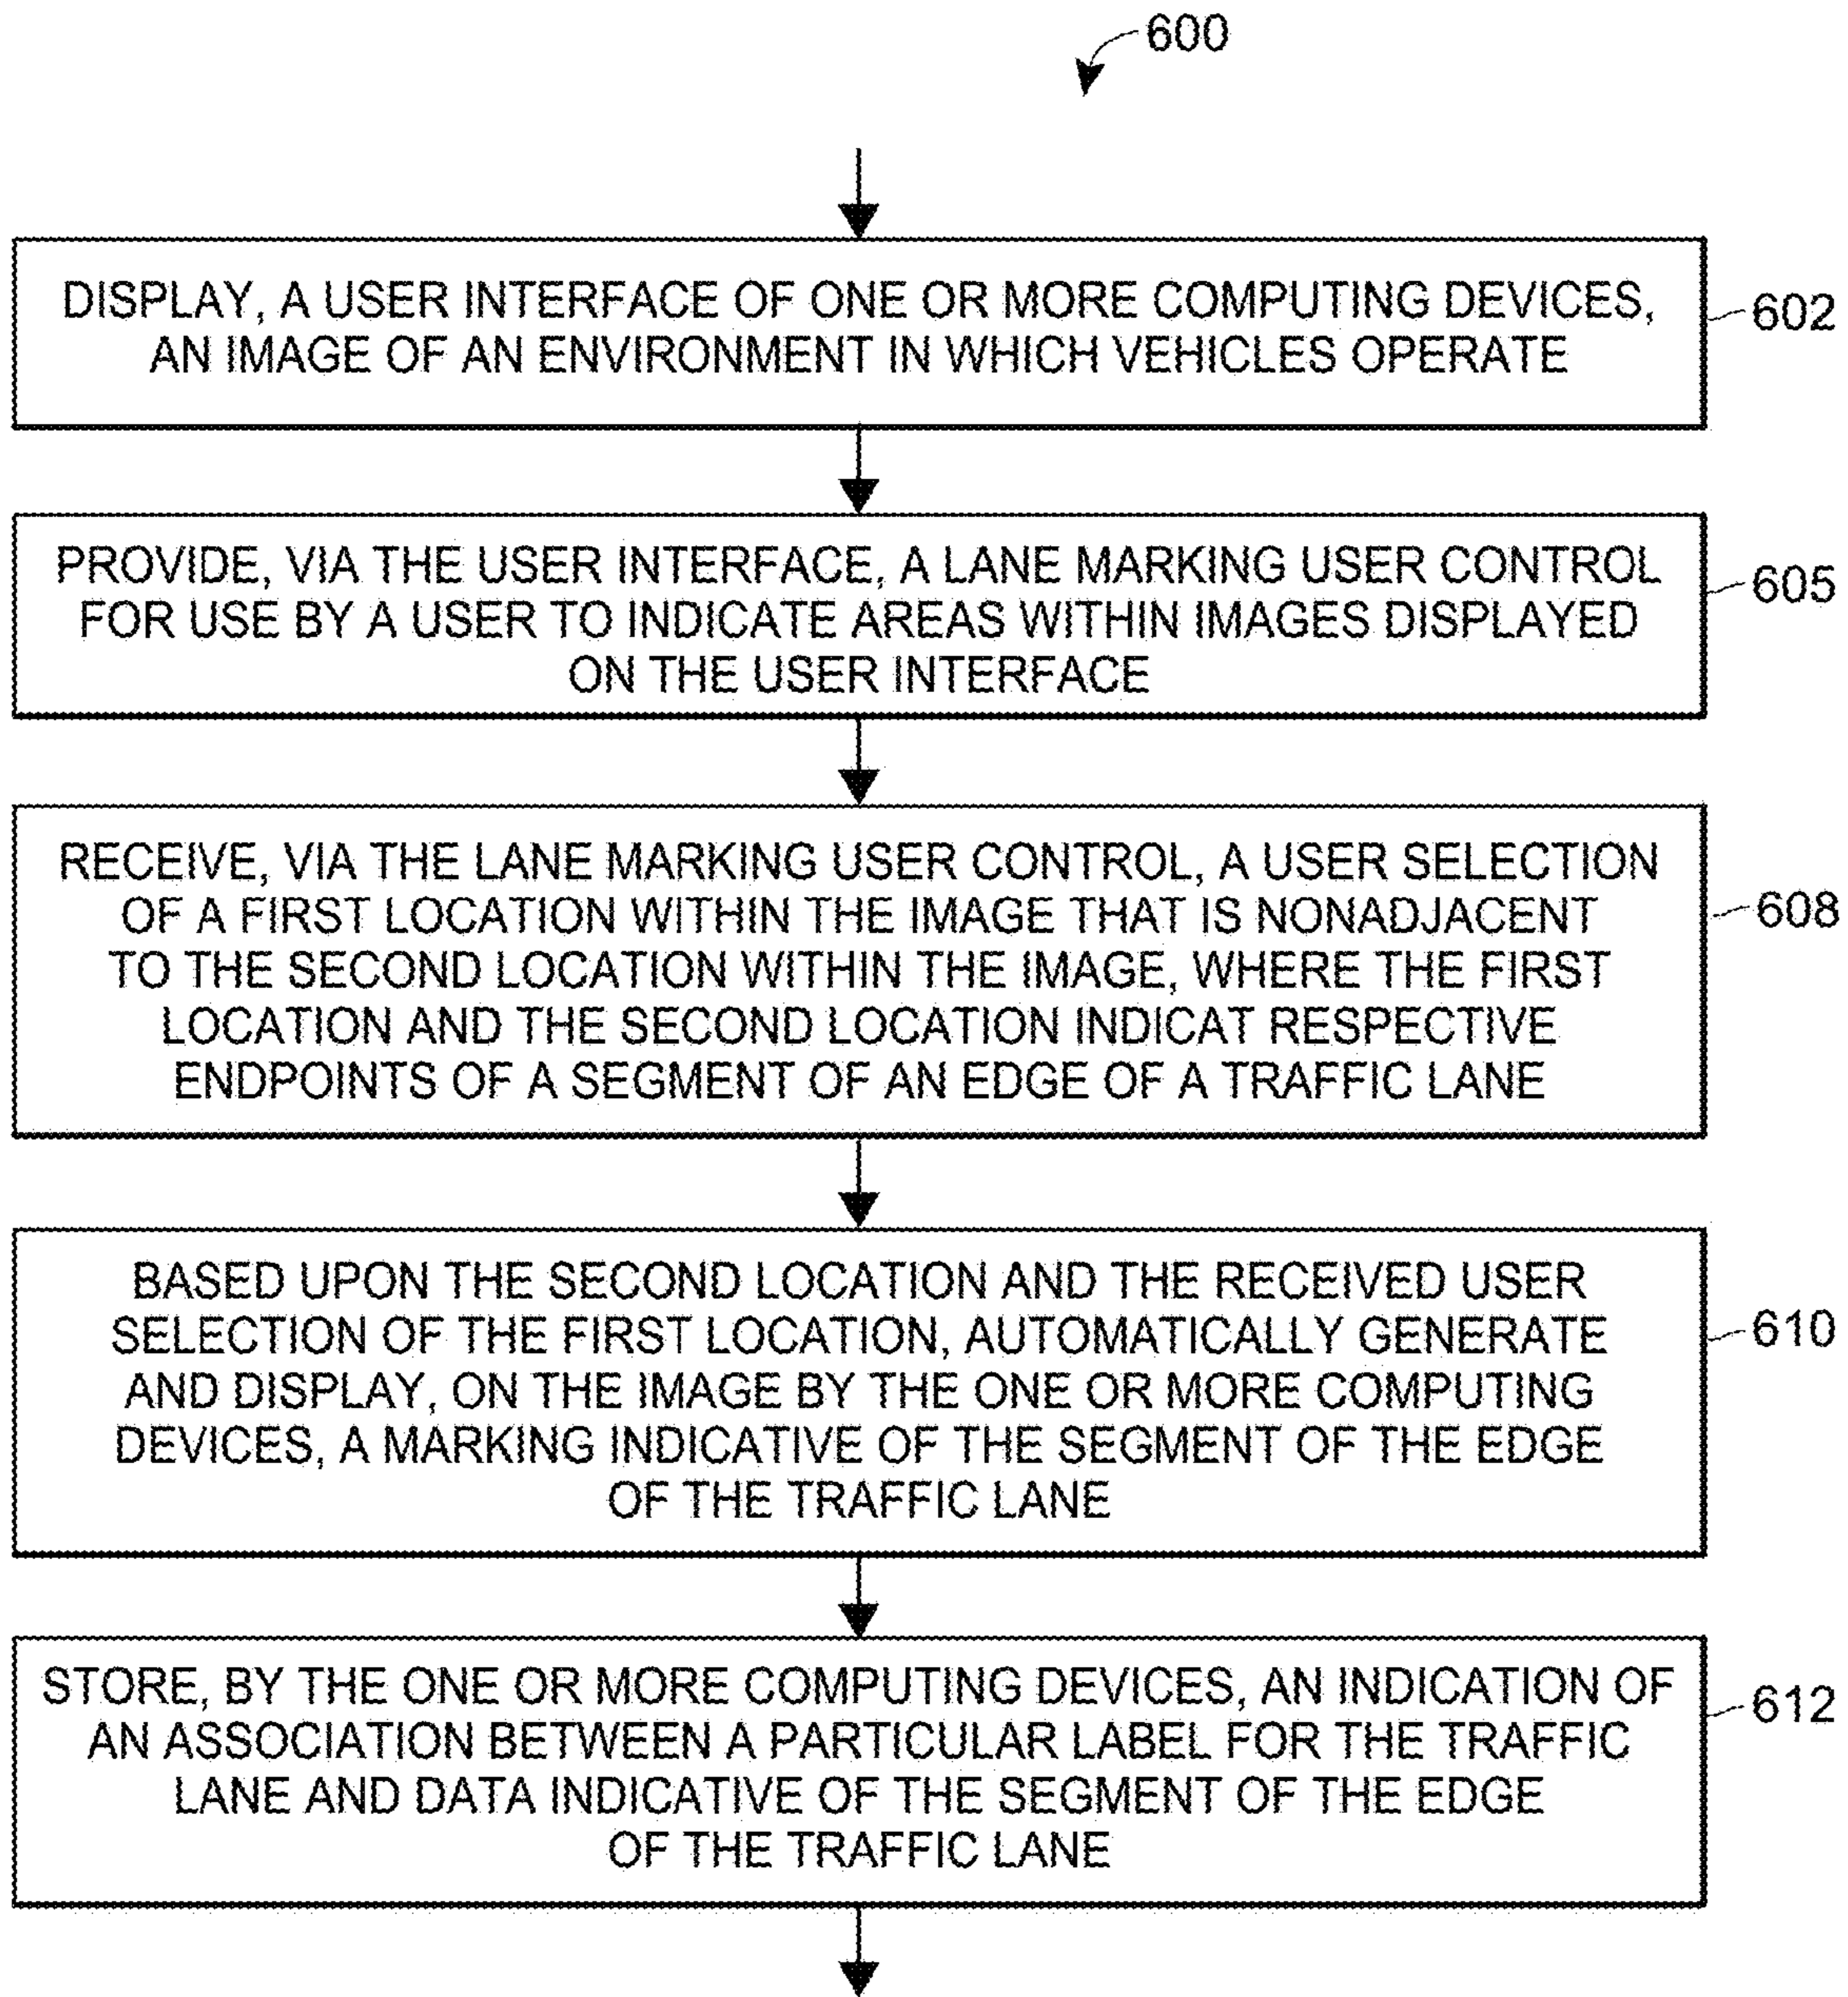 600
DISPLAY, A USER INTERFACE OF ONE OR MORE COMPUTING DEVICES,
AN IMAGE OF AN ENVIRONMENT IN WHICH VEHICLES OPERATE
602
PROVIDE, VIA THE USER INTERFACE, A LANE MARKING USER CONTROL
FOR USE BY A USER TO INDICATE AREAS WITHIN IMAGES DISPLAYED
ON THE USER INTERFACE
605
RECEIVE, VIA THE LANE MARKING USER CONTROL, A USER SELECTION
OF A FIRST LOCATION WITHIN THE IMAGE THAT IS NONADJACENT
TO THE SECOND LOCATION WITHIN THE IMAGE, WHERE THE FIRST
LOCATION AND THE SECOND LOCATION INDICAT RESPECTIVE
ENDPOINTS OF A SEGMENT OF AN EDGE OF A TRAFFIC LANE
608
BASED UPON THE SECOND LOCATION AND THE RECEIVED USER
SELECTION OF THE FIRST LOCATION, AUTOMATICALLY GENERATE
AND DISPLAY, ON THE IMAGE BY THE ONE OR MORE COMPUTING
DEVICES, A MARKING INDICATIVE OF THE SEGMENT OF THE EDGE
OF THE TRAFFIC LANE
610
STORE, BY THE ONE OR MORE COMPUTING DEVICES, AN INDICATION OF
AN ASSOCIATION BETWEEN A PARTICULAR LABEL FOR THE TRAFFIC
LANE AND DATA INDICATIVE OF THE SEGMENT OF THE EDGE
OF THE TRAFFIC LANE
612